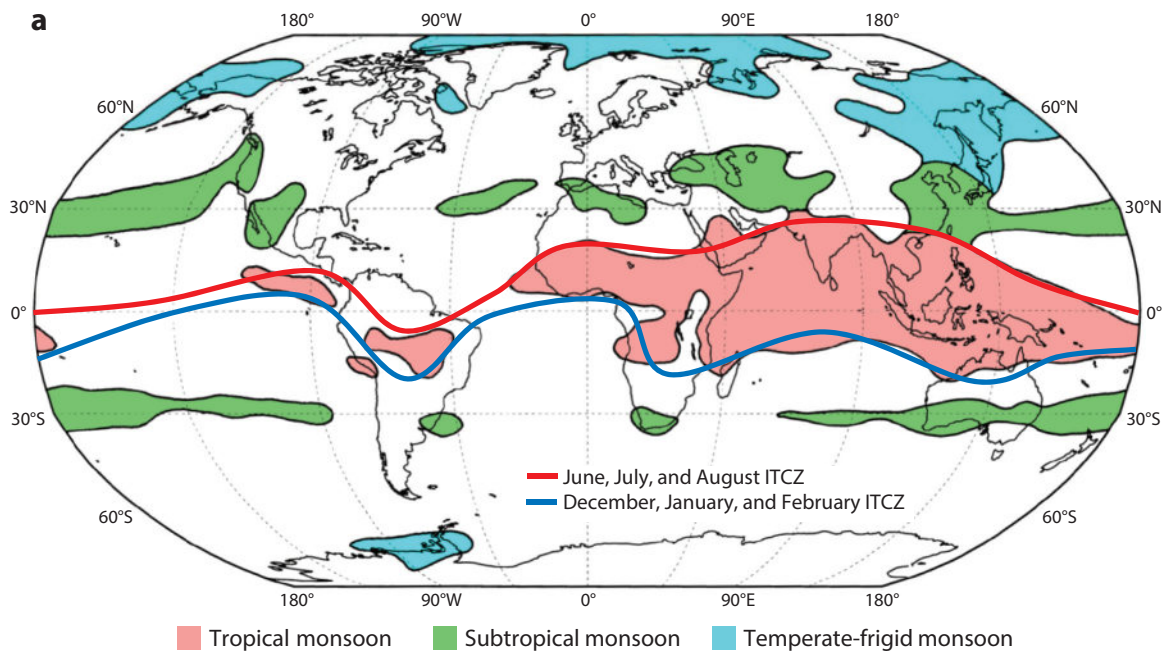 a
180° 90°W 0° 90°E 180°
60°N 60°N
30°N 30°N
0° 0°
30°S 30°S
June, July, and August ITCZ
December, January, and February ITCZ
60°S 60°S
180° 90°W 0° 90°E 180°
Tropical monsoon Subtropical monsoon Temperate-frigid monsoon